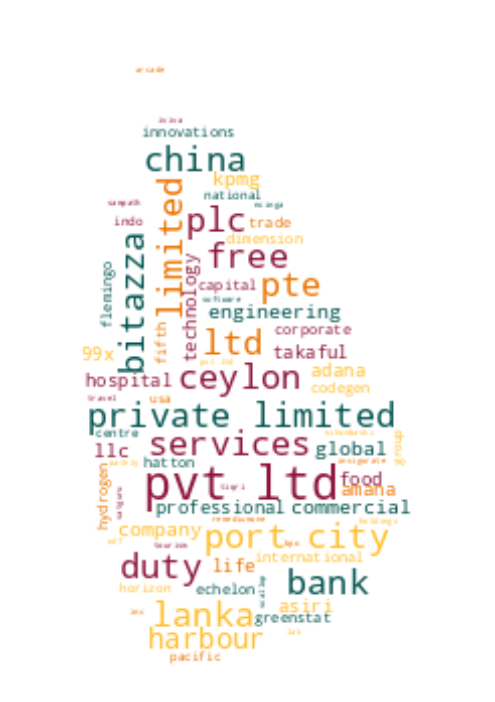 arcade
innovations
china
kpmg
national
limited
sampath
indo
plc
trade
dimension
bitazza
free
flemingo
technology
capital
pte
software
engineering
fifth
ltd
corporate
takaful
99x
pvt ltd
adana
hospital
ceylon
codegen
travel
usa
private limited
centre
services
global
group
llc
hatton
invigorate
hydrogen
pvt ltd
food
amana
professional
commercial
holdings
company
port city
tourism
international
duty
life
bank
horizon
echelon
asiri
lanka
greenstat
harbour
pacific